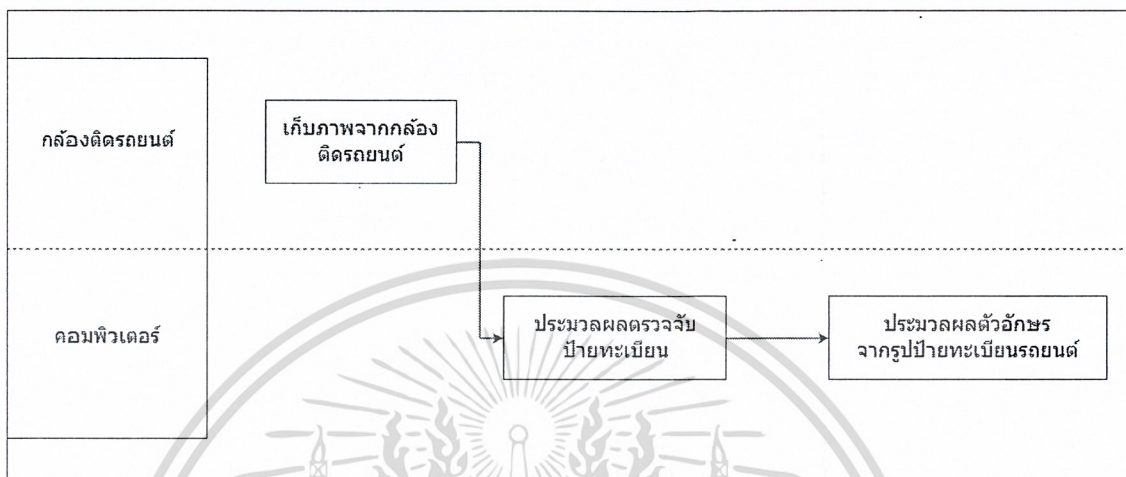 กล้องติดรถยนต์
เก็บภาพจากกล้อง
ติดรถยนต์
คอมพิวเตอร์
ประมวลผลตรวจจับ
ป้ายทะเบียน
ประมวลผลตัวอักษร
จากรูปป้ายทะเบียนรถยนต์